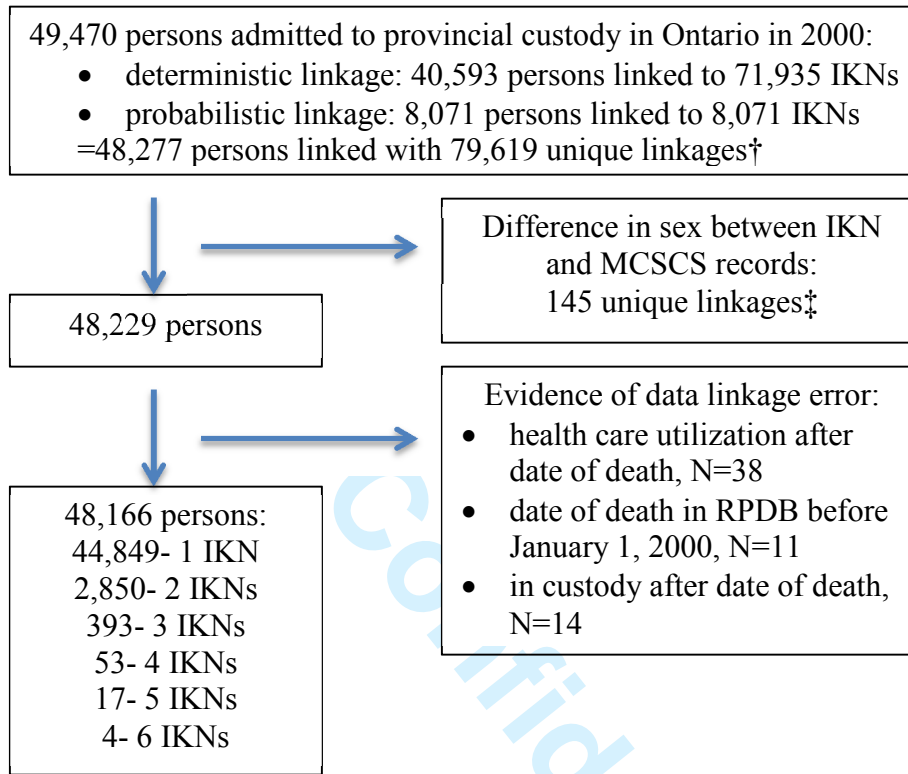 49,470 persons admitted to provincial custody in Ontario in 2000:
• deterministic linkage: 40,593 persons linked to 71,935 IKNs
• probabilistic linkage: 8,071 persons linked to 8,071 IKNs
=48,277 persons linked with 79,619 unique linkages†
Difference in sex between IKN
and MCSCS records:
145 unique linkages‡
48,229 persons
Evidence of data linkage error:
• health care utilization after
date of death, N=38
• date of death in RPDB before
January 1, 2000, N=11
• in custody after date of death,
N=14
48,166 persons:
44,849- 1 IKN
2,850- 2 IKNs
393- 3 IKNs
53- 4 IKNs
17- 5 IKNs
4- 6 IKNs
Confid